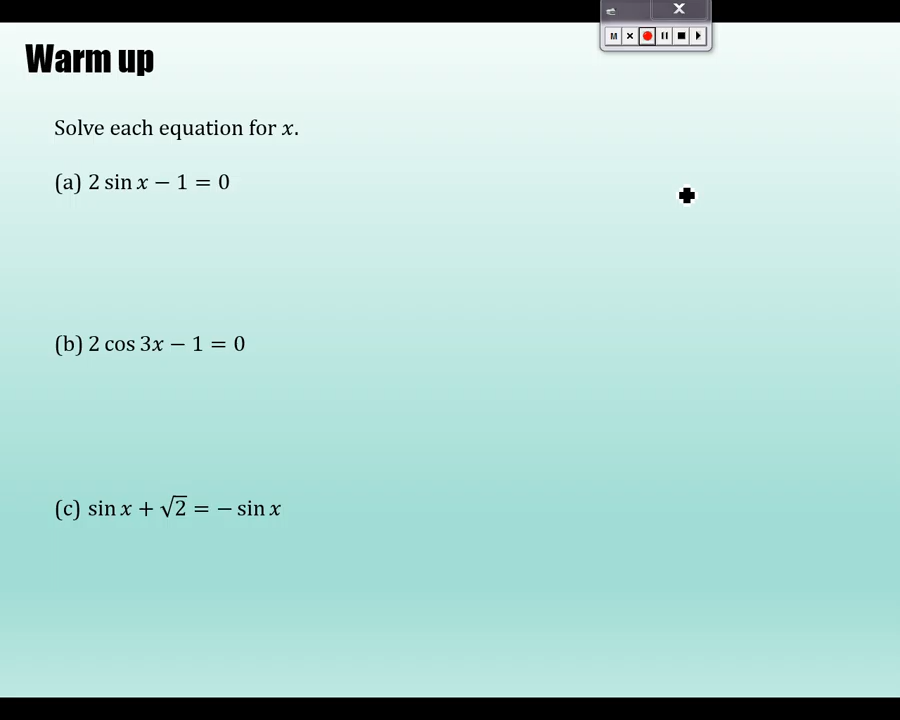 M
Warm up
Solve each equation for x.
(a) 2 sin x − 1 = 0
(b) 2 cos 3x − 1 = 0
(c) sin x + √2 = − sin x